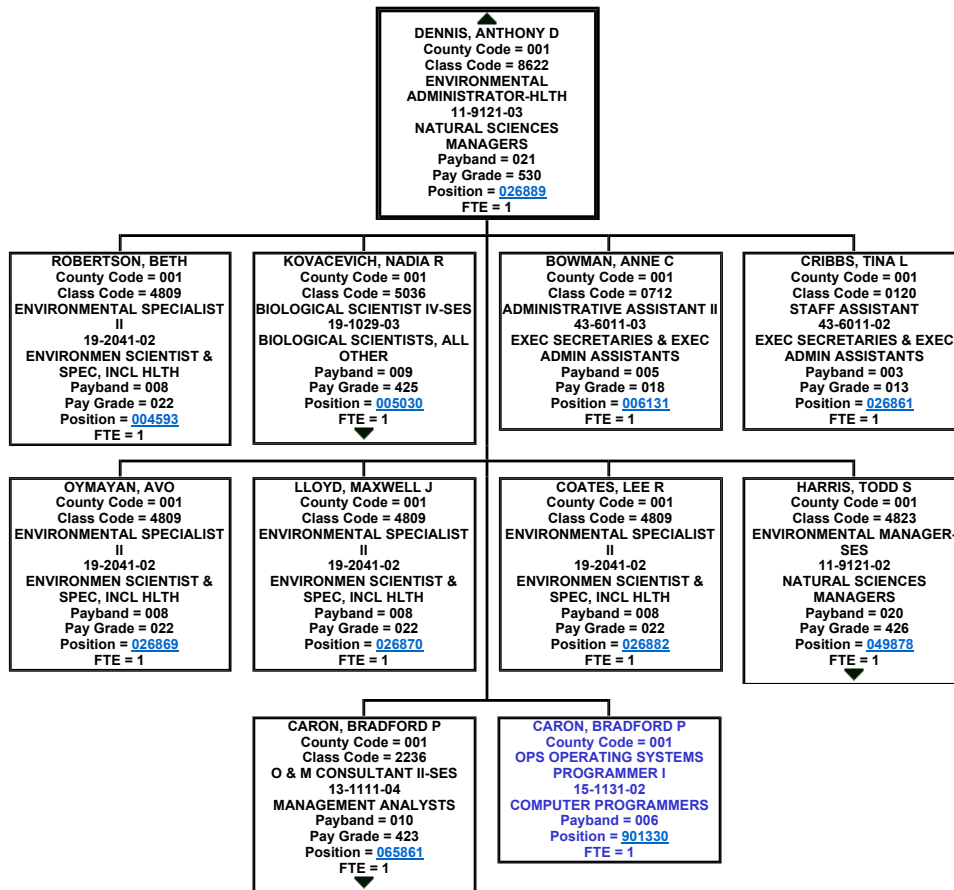 DENNIS, ANTHONY D
County Code = 001
Class Code = 8622
ENVIRONMENTAL
ADMINISTRATOR-HLTH
11-9121-03
NATURAL SCIENCES
MANAGERS
Payband = 021
Pay Grade = 530
Position = 026889
FTE = 1
ROBERTSON, BETH
County Code = 001
Class Code = 4809
ENVIRONMENTAL SPECIALIST
II
19-2041-02
ENVIRONMEN SCIENTIST &
SPEC, INCL HLTH
Payband = 008
Pay Grade = 022
Position = 004593
FTE = 1
KOVACEVICH, NADIA R
County Code = 001
Class Code = 5036
BIOLOGICAL SCIENTIST IV-SES
19-1029-03
BIOLOGICAL SCIENTISTS, ALL
OTHER
Payband = 009
Pay Grade = 425
Position = 005030
FTE = 1
BOWMAN, ANNE C
County Code = 001
Class Code = 0712
ADMINISTRATIVE ASSISTANT II
43-6011-03
EXEC SECRETARIES & EXEC
ADMIN ASSISTANTS
Payband = 005
Pay Grade = 018
Position = 006131
FTE = 1
CRIBBS, TINA L
County Code = 001
Class Code = 0120
STAFF ASSISTANT
43-6011-02
EXEC SECRETARIES & EXEC
ADMIN ASSISTANTS
Payband = 003
Pay Grade = 013
Position = 026861
FTE = 1
OYMAYAN, AVO
County Code = 001
Class Code = 4809
ENVIRONMENTAL SPECIALIST
II
19-2041-02
ENVIRONMEN SCIENTIST &
SPEC, INCL HLTH
Payband = 008
Pay Grade = 022
Position = 026869
FTE = 1
LLOYD, MAXWELL J
County Code = 001
Class Code = 4809
ENVIRONMENTAL SPECIALIST
II
19-2041-02
ENVIRONMEN SCIENTIST &
SPEC, INCL HLTH
Payband = 008
Pay Grade = 022
Position = 026870
FTE = 1
COATES, LEE R
County Code = 001
Class Code = 4809
ENVIRONMENTAL SPECIALIST
II
19-2041-02
ENVIRONMEN SCIENTIST &
SPEC, INCL HLTH
Payband = 008
Pay Grade = 022
Position = 026882
FTE = 1
HARRIS, TODD S
County Code = 001
Class Code = 4823
ENVIRONMENTAL MANAGER-
SES
11-9121-02
NATURAL SCIENCES
MANAGERS
Payband = 020
Pay Grade = 426
Position = 049878
FTE = 1
CARON, BRADFORD P
County Code = 001
Class Code = 2236
O & M CONSULTANT II-SES
13-1111-04
MANAGEMENT ANALYSTS
Payband = 010
Pay Grade = 423
Position = 065861
FTE = 1
CARON, BRADFORD P
County Code = 001
OPS OPERATING SYSTEMS
PROGRAMMER I
15-1131-02
COMPUTER PROGRAMMERS
Payband = 006
Position = 901330
FTE = 1